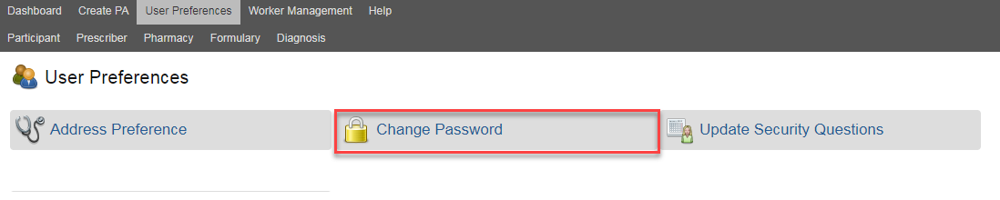 Dashboard Create PA User Preferences Worker Management Help
Participant Prescriber Pharmacy Formulary Diagnosis
User Preferences
Address Preference Change Password Update Security Questions